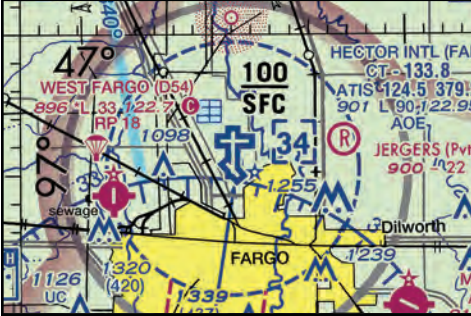 40°
47°
WEST FARGO (D54)
896 *L 33 122.7 C
RP 18
1098
97°
100
SFC
HECTOR INTL (FA
CT - 133.8
ATIS 124.5 379.
901 L 90 122.95
AOE
34
R
JERGERS (Pvt
900 - 22
1255
sewage
Dilworth
FARGO
1239
H
1126
UC
1320
(420)
1339
(437)